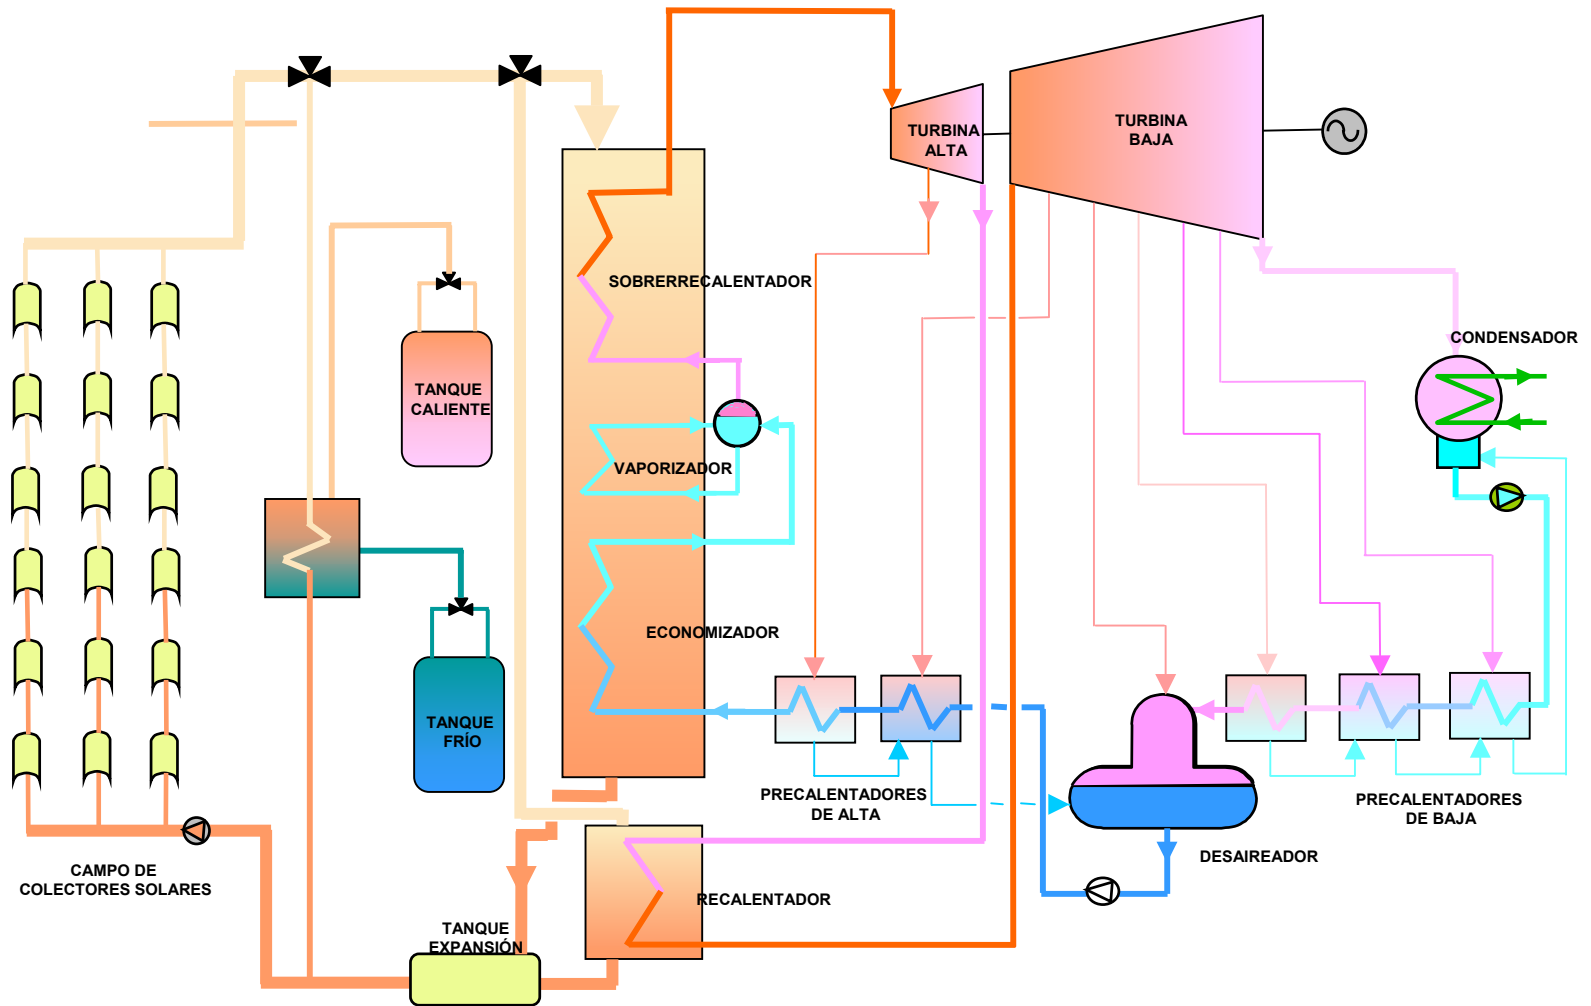 TURBINA
ALTA
TURBINA
BAJA
SOBRERRECALENTADOR
CONDENSADOR
TANQUE
CALIENTE
VAPORIZADOR
ECONOMIZADOR
TANQUE
FRÍO
PRECALENTADORES
DE ALTA
PRECALENTADORES
DE BAJA
DESAIREADOR
CAMPO DE
COLECTORES SOLARES
RECALENTADOR
TANQUE
EXPANSIÓN